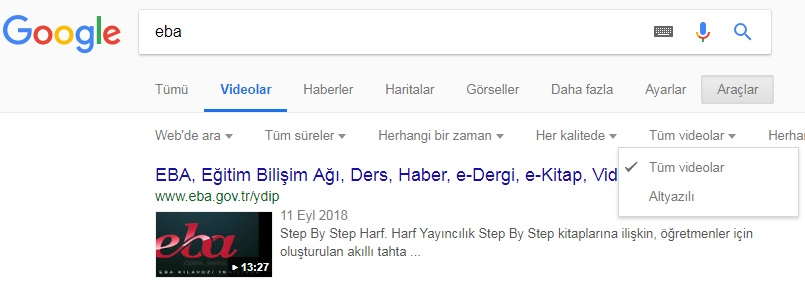 Google eba
Tümü Videolar Haberler Haritalar Görseller Daha fazla Ayarlar Araçlar
Web'de ara Tüm süreler Herhangi bir zaman Her kalitede Tüm videolar Herha
Tüm videolar
Altyazılı
EBA, Eğitim Bilişim Ağı, Ders, Haber, e-Dergi, e-Kitap, Vid
www.eba.gov.tr/ydip
11 Eyl 2018
Step By Step Harf. Harf Yayıncılık Step By Step kitaplarına ilişkin, öğretmenler için
oluşturulan akıllı tahta ...
eba
13:27